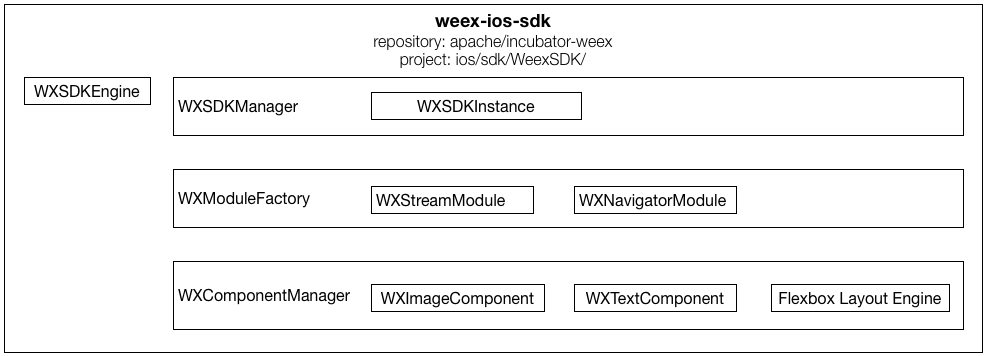 weex-ios-sdk
repository: apache/incubator-weex
project: ios/sdk/WeexSDK/
WXSDKEngine
WXSDKManager
WXSDKInstance
WXModuleFactory
WXStreamModule
WXNavigatorModule
WXComponentManager
WXImageComponent
WXTextComponent
Flexbox Layout Engine